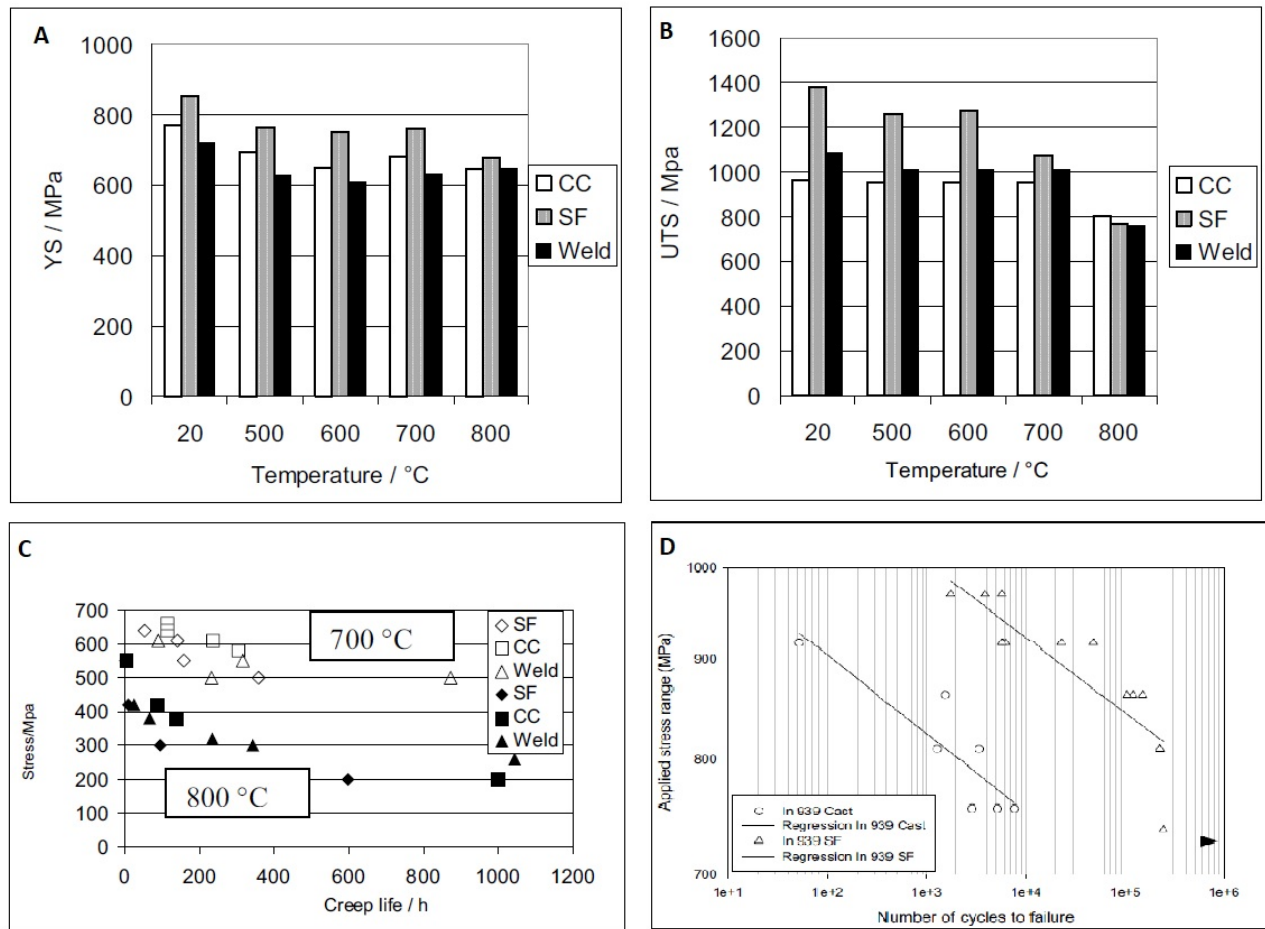 A
1000
800
600
400
200
0
YS / MPa
20 500 600 700 800
Temperature / °C
CC
SF
Weld
B
1600
1400
1200
1000
800
600
400
200
0
UTS / Mpa
20 500 600 700 800
Temperature / °C
CC
SF
Weld
C
700
600
500
400
300
200
100
0
Stress/Mpa
700 °C
800 °C
SF
CC
Weld
SF
CC
Weld
0 200 400 600 800 1000 1200
Creep life / h
D
1000
900
800
700
Applied stress range (MPa)
In 939 Cast
Regression In 939 Cast
In 939 SF
Regression In 939 SF
1e+1 1e+2 1e+3 1e+4 1e+5 1e+6
Number of cycles to failure